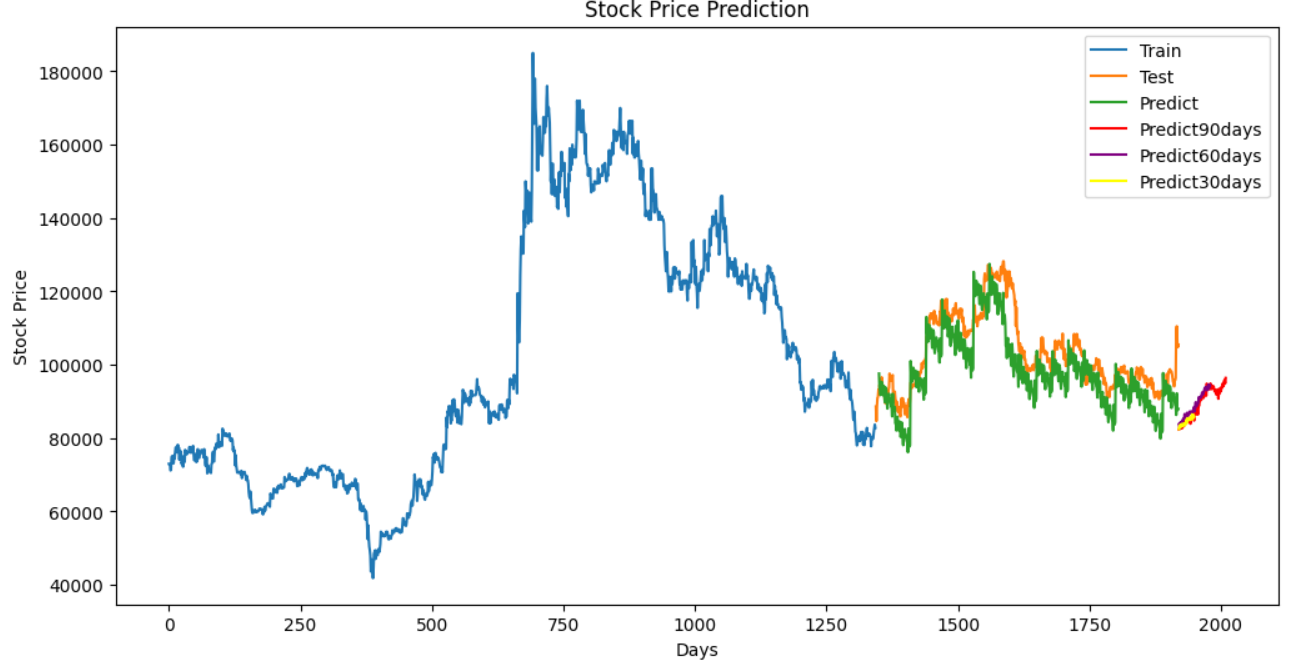 Stock Price Prediction
Train
Test
Predict
Predict90days
Predict60days
Predict30days
Stock Price
180000
160000
140000
120000
100000
80000
60000
40000
0
250
500
750
1000
1250
1500
1750
2000
Days